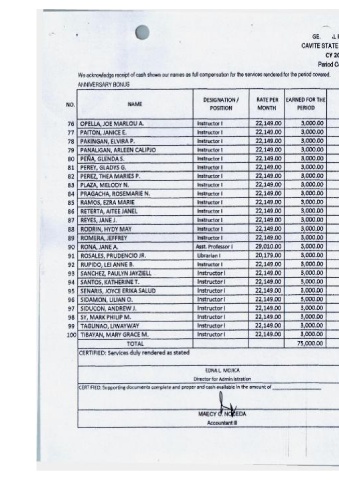 GE.
CAVITE STATE
CY 20
Period C
We acknowledge receipt of cash shown our names as full compensation for the services rendered for the period covered.
ANNIVERSARY BONUS
NO. NAME DESIGNATION / POSITION RATE PER MONTH EARNED FOR THE PERIOD
76 OPELLA, JOE MARLOU A. Instructor I 22,149.00 3,000.00
77 PAITON, JANICE E. Instructor I 22,149.00 3,000.00
78 PAKINGAN, ELVIRA P. Instructor I 22,149.00 3,000.00
79 PANALIGAN, ARLEEN CALIPJO Instructor I 22,149.00 3,000.00
80 PEÑA, GLENDA S. Instructor I 22,149.00 3,000.00
81 PEREY, GLADYS G. Instructor I 22,149.00 3,000.00
82 PEREZ, THEA MARIES P. Instructor I 22,149.00 3,000.00
83 PLAZA, MELODY N. Instructor I 22,149.00 3,000.00
84 PRAGACHA, ROSEMARIE N. Instructor I 22,149.00 3,000.00
85 RAMOS, EZRA MARIE Instructor I 22,149.00 3,000.00
86 RETERTA, AITEE JANEL Instructor I 22,149.00 3,000.00
87 REYES, JANE J. Instructor I 22,149.00 3,000.00
88 RODRIN, HYDY MAY Instructor I 22,149.00 3,000.00
89 ROMERA, JEFFREY Instructor I 22,149.00 3,000.00
90 RONA, JANE A. Asst. Professor I 29,010.00 3,000.00
91 ROSALES, PRUDENCIO JR. Librarian I 20,179.00 3,000.00
92 RUPIDO, LEI ANNE B. Instructor I 22,149.00 3,000.00
93 SANCHEZ, PAULYN JAYZIELL Instructor I 22,149.00 3,000.00
94 SANTOS, KATHERINE T. Instructor I 22,149.00 3,000.00
95 SENARIS, JOYCE ERIKA SALUD Instructor I 22,149.00 3,000.00
96 SIDAMON, LILIAN O. Instructor I 22,149.00 3,000.00
97 SIDUCON, ANDREW J. Instructor I 22,149.00 3,000.00
98 SY, MARK PHILIP M. Instructor I 22,149.00 3,000.00
99 TAGUNAO, LIWAYWAY Instructor I 22,149.00 3,000.00
100 TIBAYAN, MARY GRACE M. Instructor I 22,149.00 3,000.00
TOTAL 75,000.00
CERTIFIED: Services duly rendered as stated
EDNA L. MOJICA
Director for Administration
CERTIFIED: Supporting documents complete and proper and cash available in the amount of
Accountant II